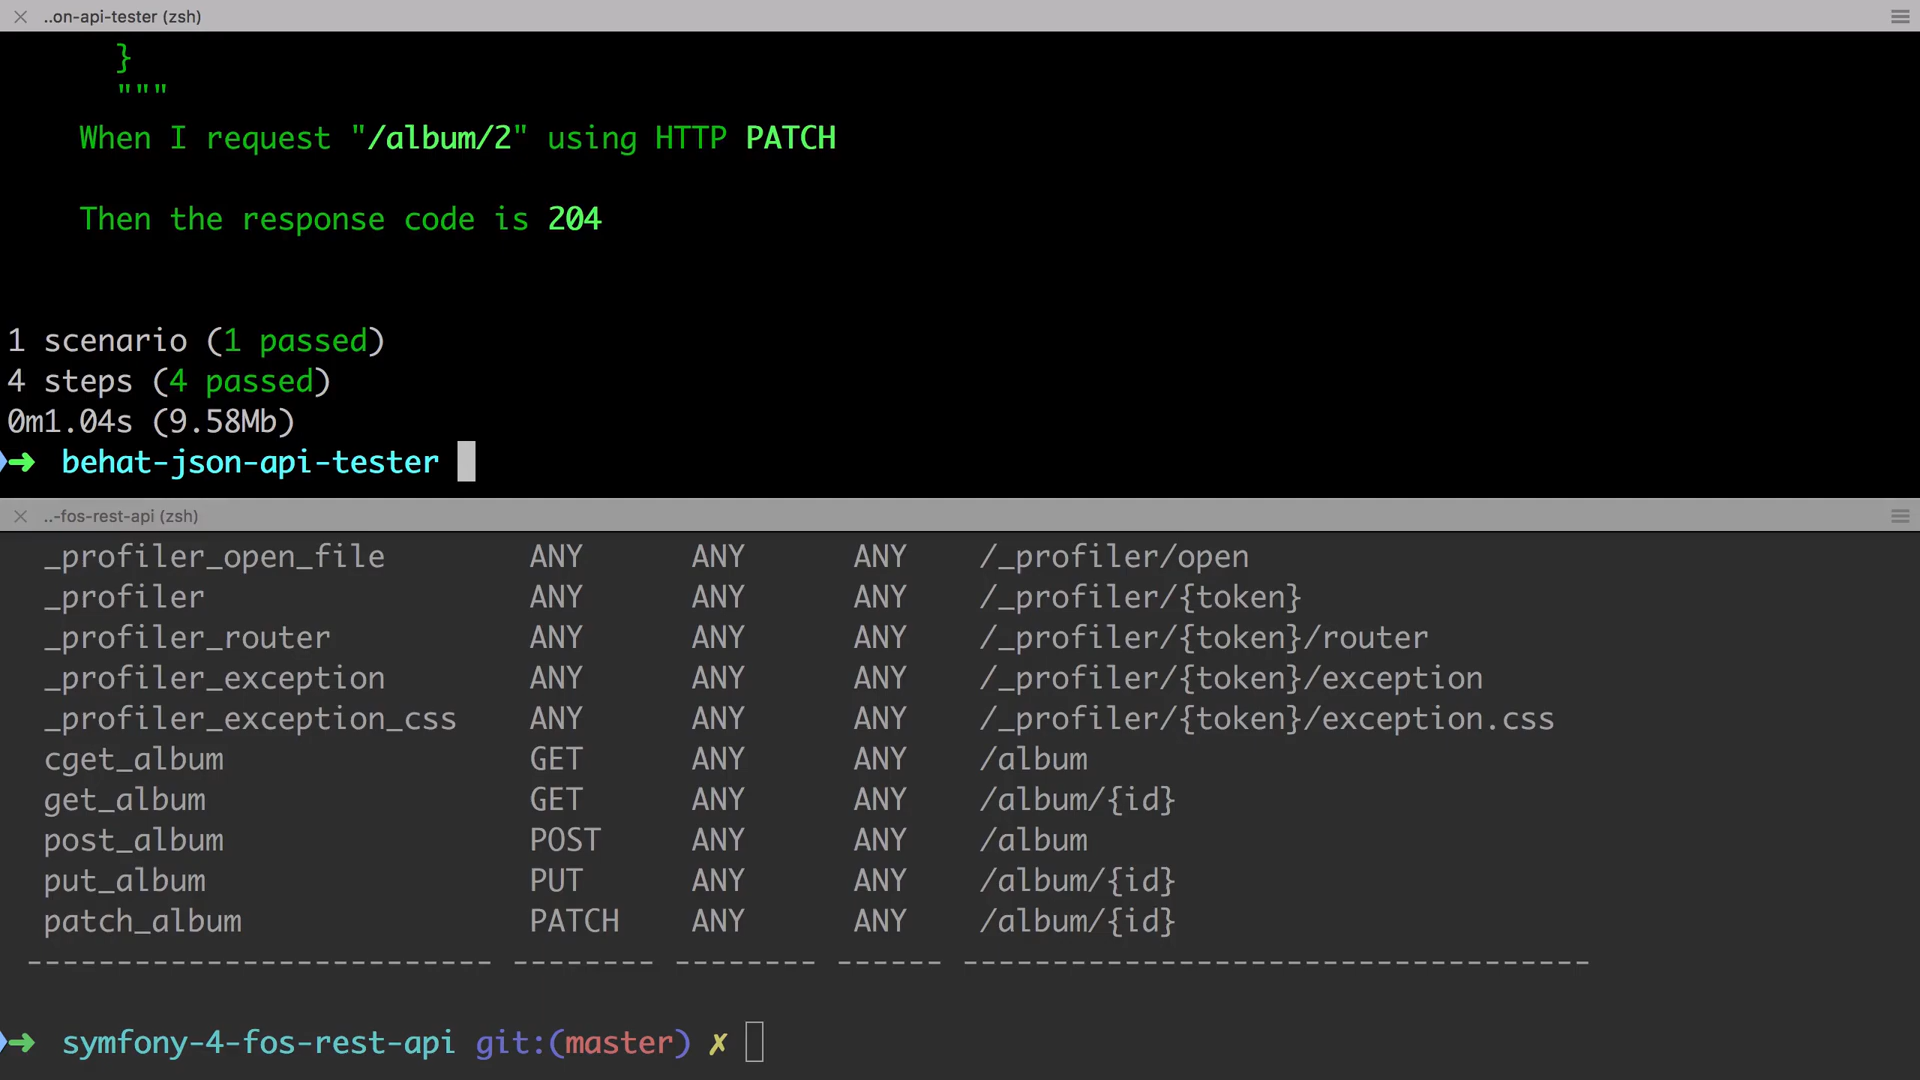 ..on-api-tester (zsh)
}
"""
When I request "/album/2" using HTTP PATCH
Then the response code is 204
1 scenario (1 passed)
4 steps (4 passed)
0m1.04s (9.58Mb)
➜ behat-json-api-tester
..-fos-rest-api (zsh)
_profiler_open_file ANY ANY ANY /_profiler/open
_profiler ANY ANY ANY /_profiler/{token}
_profiler_router ANY ANY ANY /_profiler/{token}/router
_profiler_exception ANY ANY ANY /_profiler/{token}/exception
_profiler_exception_css ANY ANY ANY /_profiler/{token}/exception.css
cget_album GET ANY ANY /album
get_album GET ANY ANY /album/{id}
post_album POST ANY ANY /album
put_album PUT ANY ANY /album/{id}
patch_album PATCH ANY ANY /album/{id}
-------------------------- -------- -------- ------ -----------------------------------
➜ symfony-4-fos-rest-api git:(master) ✗